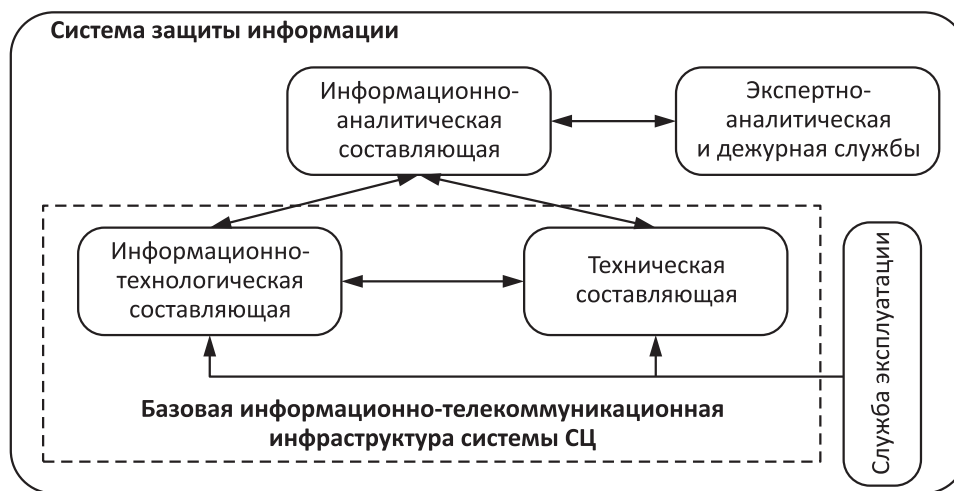 Система защиты информации
Информационно-
аналитическая
составляющая
Экспертно-
аналитическая
и дежурная службы
Информационно-
технологическая
составляющая
Техническая
составляющая
Служба эксплуатации
Базовая информационно-телекоммуникационная
инфраструктура системы СЦ